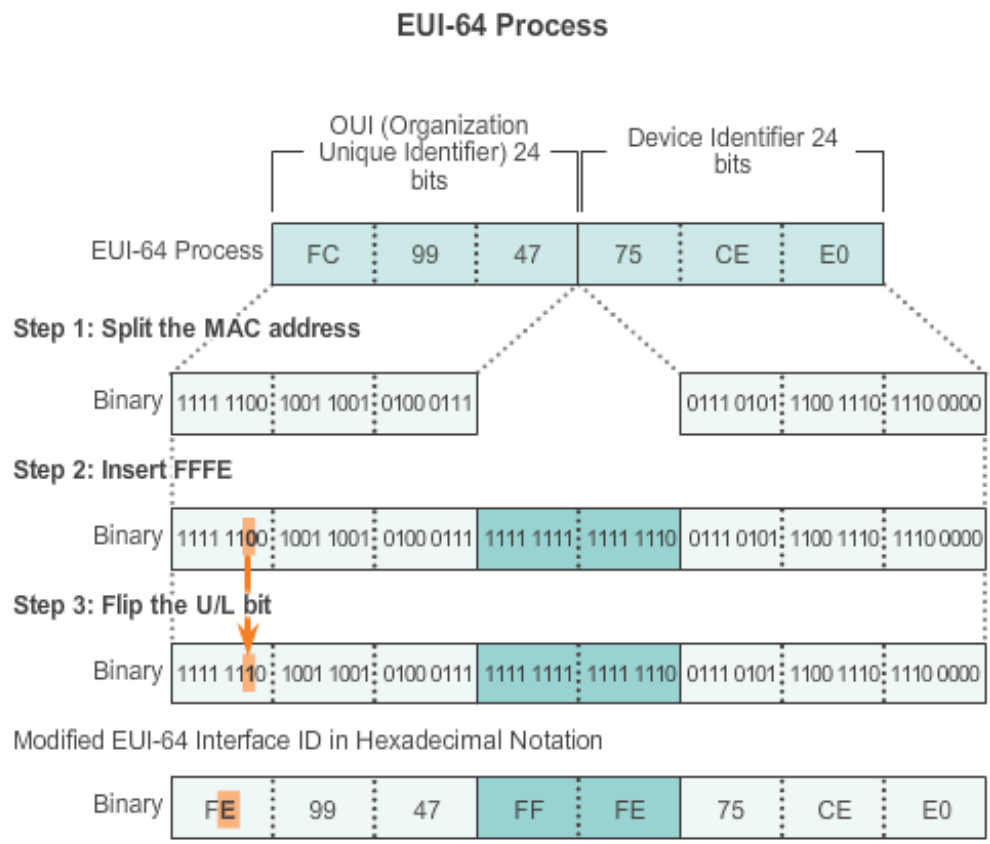 EUI-64 Process
OUI (Organization
Unique Identifier) 24
bits
Device Identifier 24
bits
EUI-64 Process FC 99 47 75 CE E0
Step 1: Split the MAC address
Binary 1111 1100 1001 1001 0100 0111 0111 0101 1100 1110 1110 0000
Step 2: Insert FFFE
Binary 1111 1100 1001 1001 0100 0111 1111 1111 1111 1110 0111 0101 1100 1110 1110 0000
Step 3: Flip the U/L bit
Binary 1111 1110 1001 1001 0100 0111 1111 1111 1111 1110 0111 0101 1100 1110 1110 0000
Modified EUI-64 Interface ID in Hexadecimal Notation
Binary FE 99 47 FF FE 75 CE E0